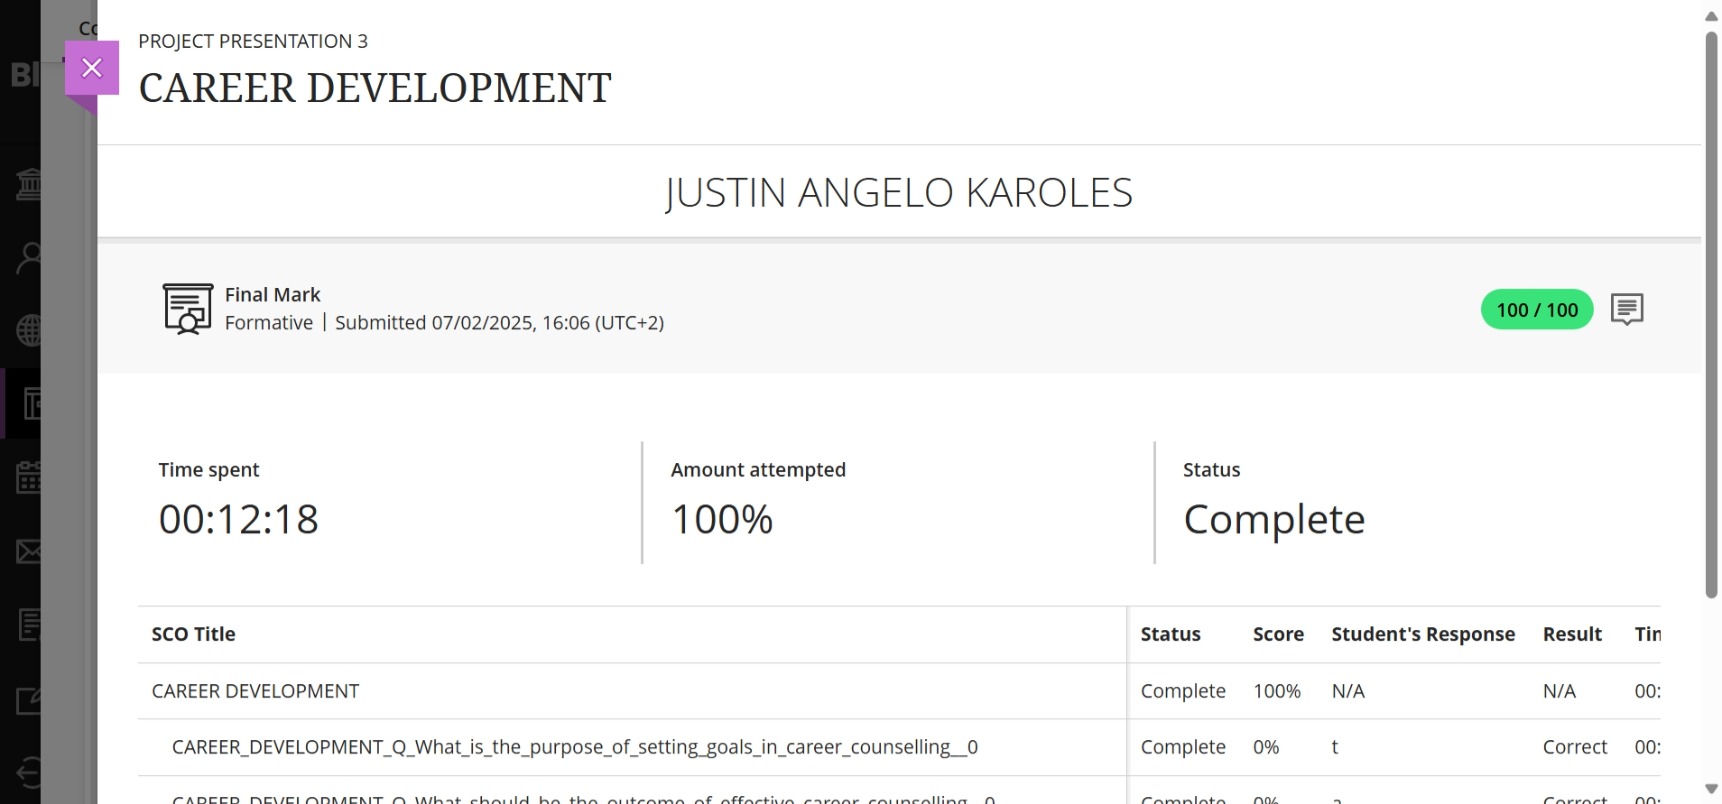 Co
Bl
PROJECT PRESENTATION 3
CAREER DEVELOPMENT
JUSTIN ANGELO KAROLES
Final Mark
Formative | Submitted 07/02/2025, 16:06 (UTC+2)
100 / 100
Time spent
00:12:18
Amount attempted
100%
Status
Complete
SCO Title Status Score Student's Response Result Tin
CAREER DEVELOPMENT Complete 100% N/A N/A 00:
CAREER_DEVELOPMENT_Q_What_is_the_purpose_of_setting_goals_in_career_counselling__0 Complete 0% t Correct 00:
CAREER_DEVELOPMENT_Q_What_should_be_the_outcome_of_effective_career_counselling__0 Complete 0% a Correct 00: